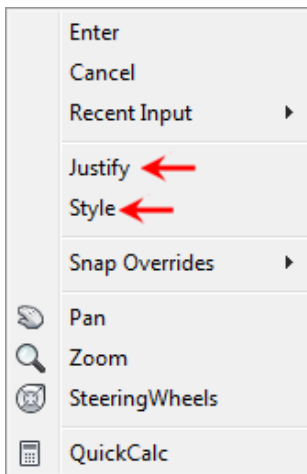 Enter
Cancel
Recent Input
Justify
Style
Snap Overrides
Pan
Zoom
SteeringWheels
QuickCalc